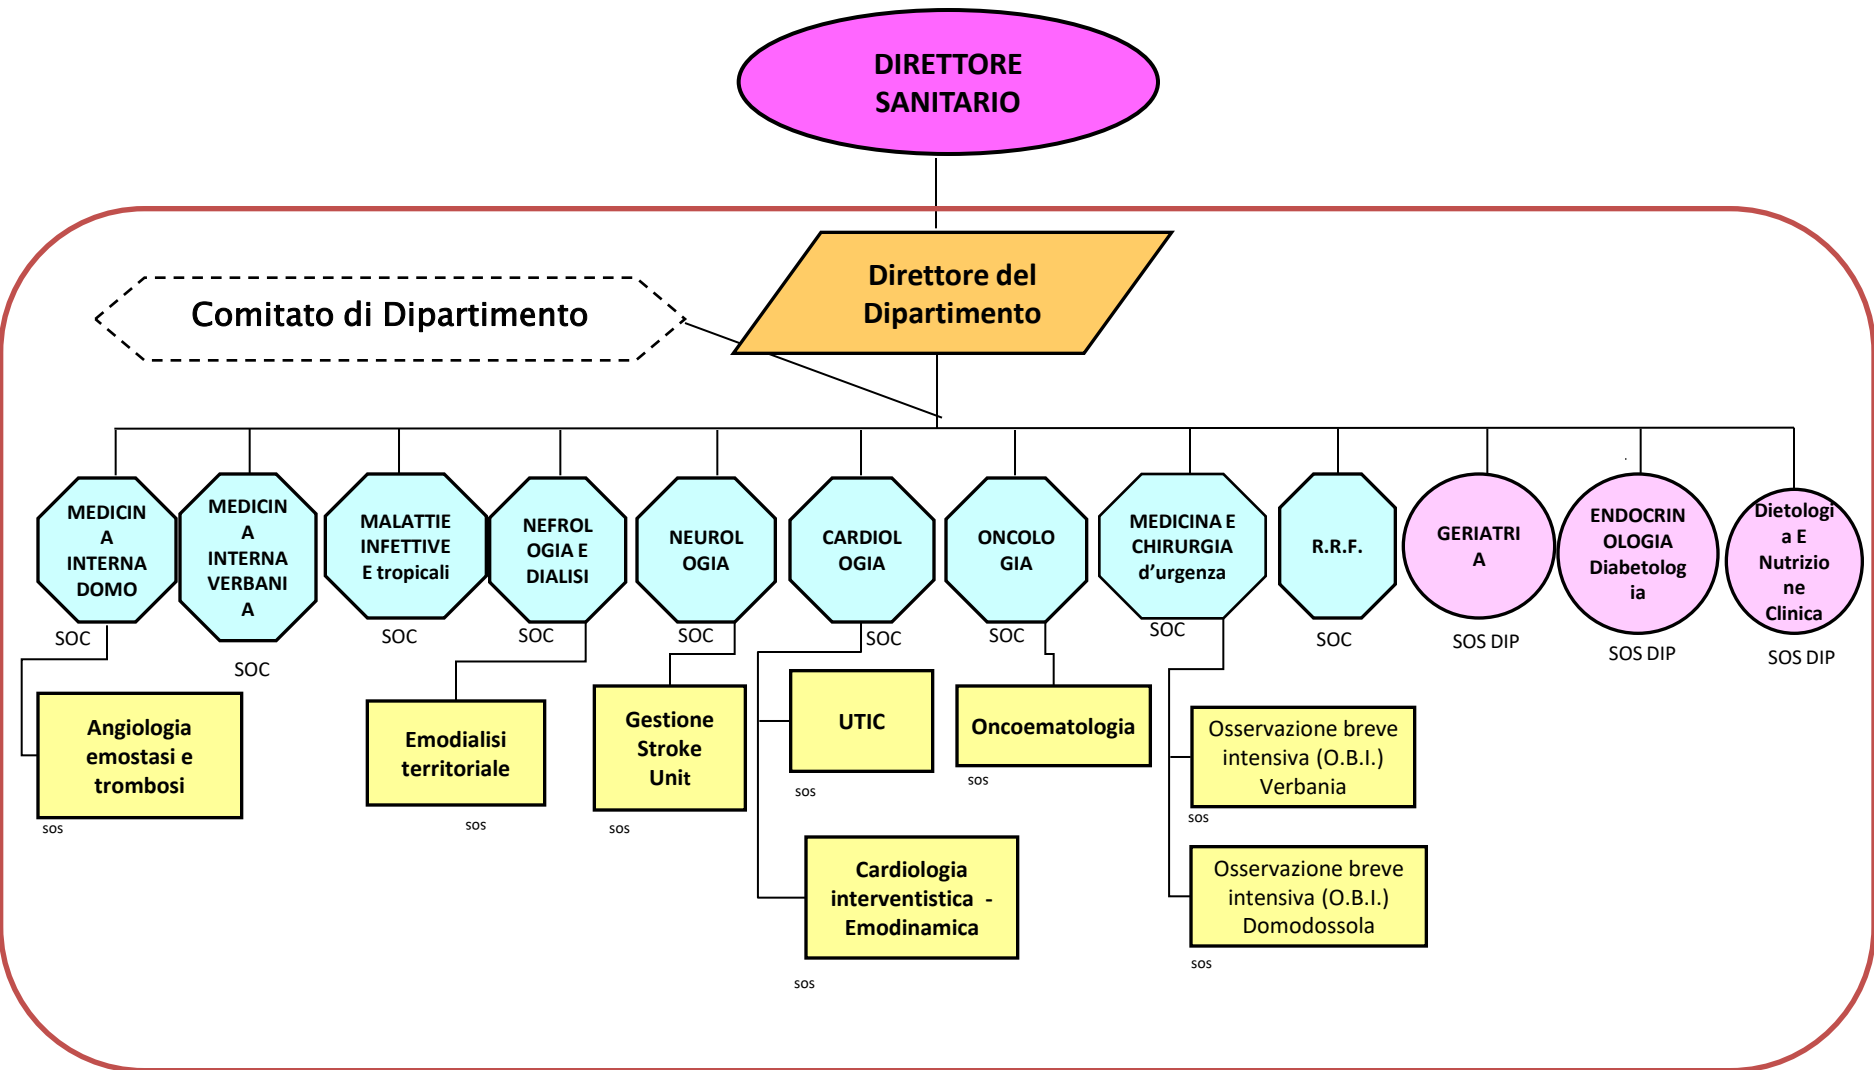 DIRETTORE
SANITARIO
Direttore del
Dipartimento
Comitato di Dipartimento
MEDICIN
A
INTERNA
DOMO
SOC
MEDICIN
A
INTERNA
VERBANI
A
SOC
MALATTIE
INFETTIVE
E tropicali
SOC
NEFROL
OGIA E
DIALISI
SOC
NEUROL
OGIA
SOC
CARDIOL
OGIA
SOC
ONCOLO
GIA
SOC
MEDICINA E
CHIRURGIA
d'urgenza
SOC
R.R.F.
SOC
GERIATRI
A
SOS DIP
ENDOCRIN
OLOGIA
Diabetolog
ia
SOS DIP
Dietologi
a E
Nutrizio
ne
Clinica
SOS DIP
Angiologia
emostasi e
trombosi
sos
Emodialisi
territoriale
sos
Gestione
Stroke
Unit
sos
UTIC
sos
Cardiologia
interventistica -
Emodinamica
sos
Oncoematologia
sos
Osservazione breve
intensiva (O.B.I.)
Verbania
sos
Osservazione breve
intensiva (O.B.I.)
Domodossola
sos